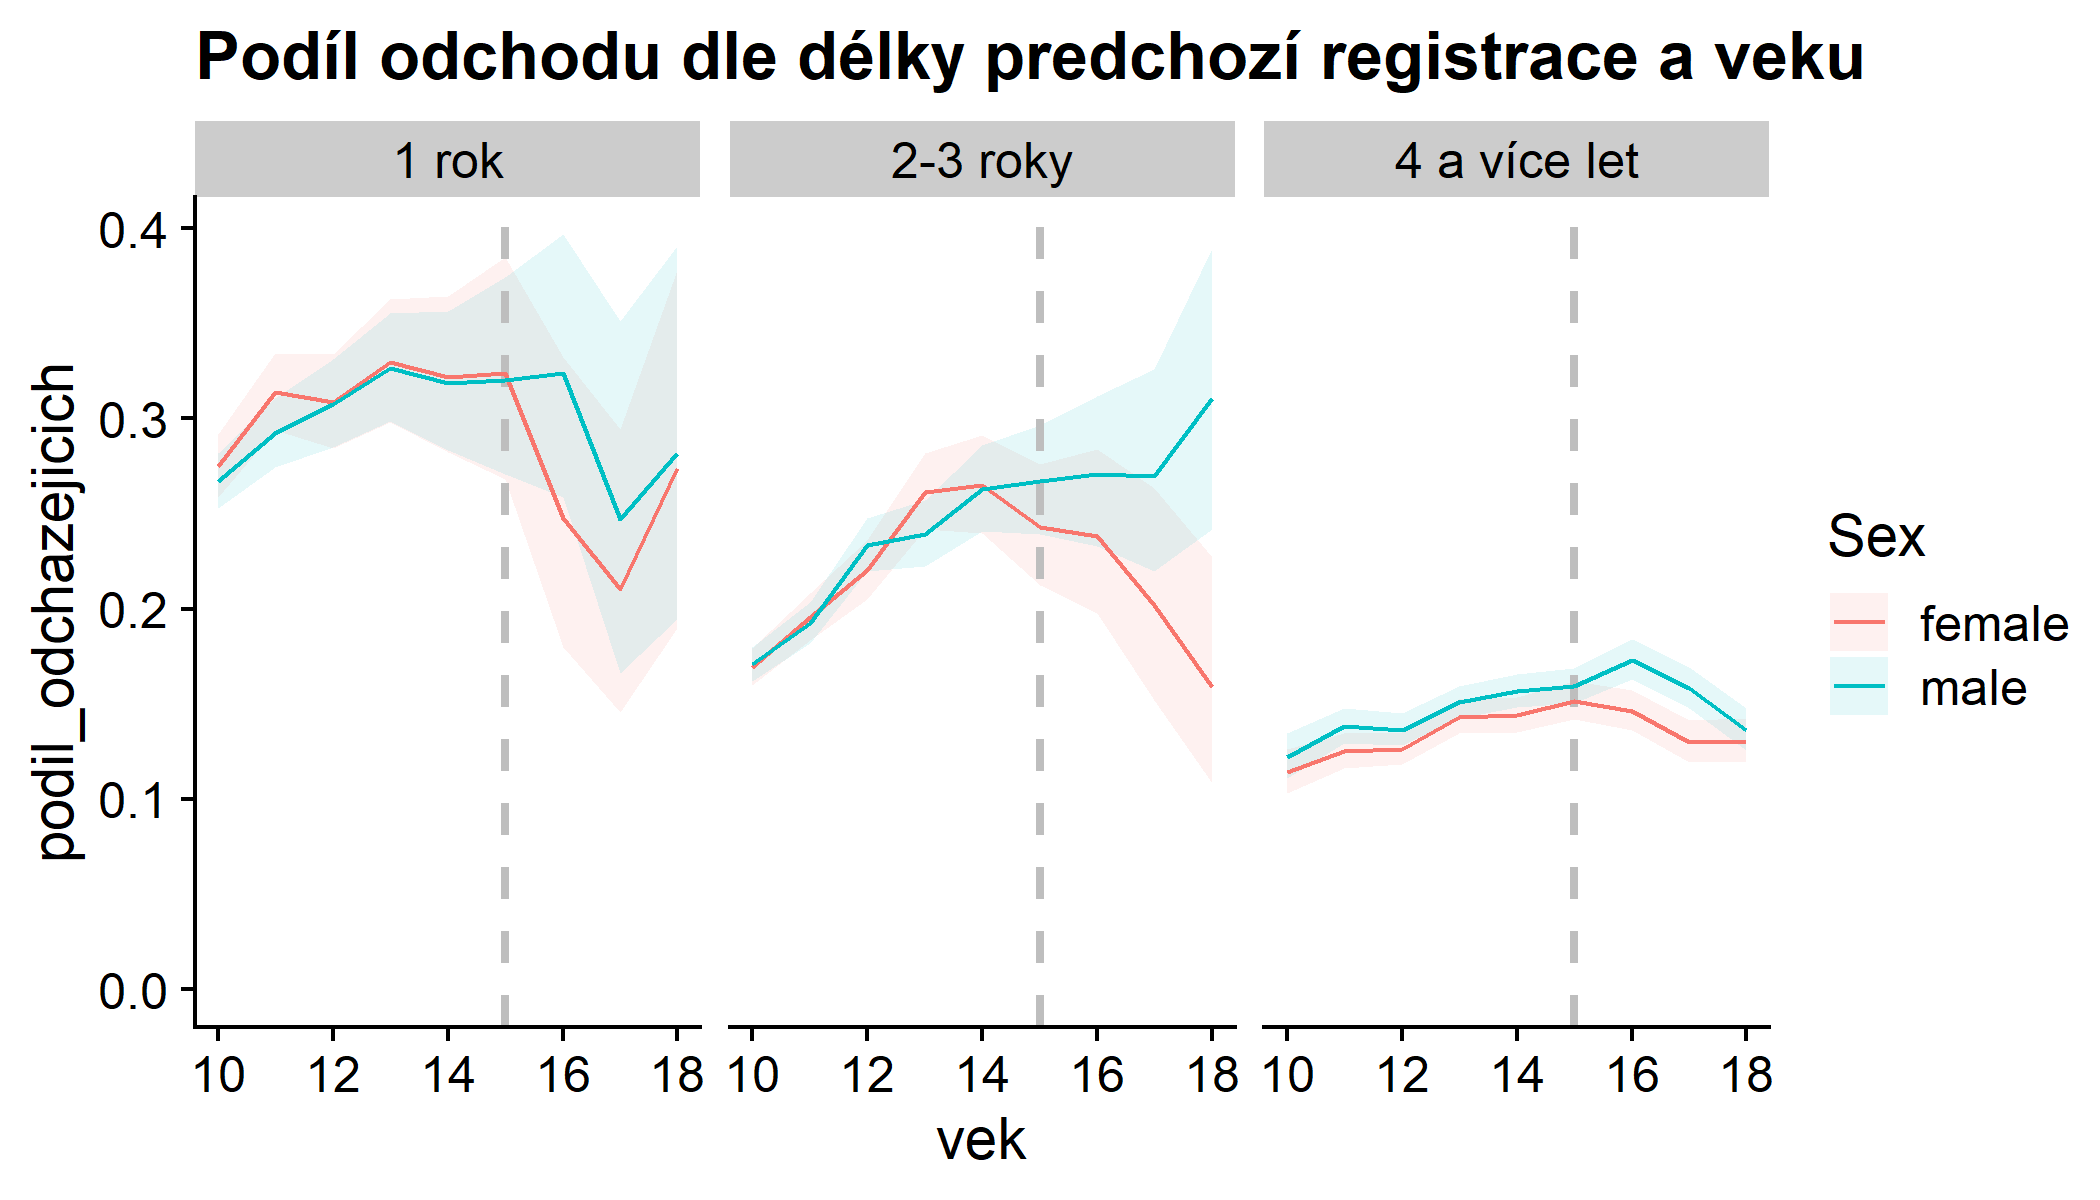 Podíl odchodu dle délky predchozí registrace a veku
1 rok
2-3 roky
4 a více let
podil_odchazejicich
0.4
0.3
0.2
0.1
0.0
10 12 14 16 18
10 12 14 16 18
10 12 14 16 18
vek
Sex
female
male